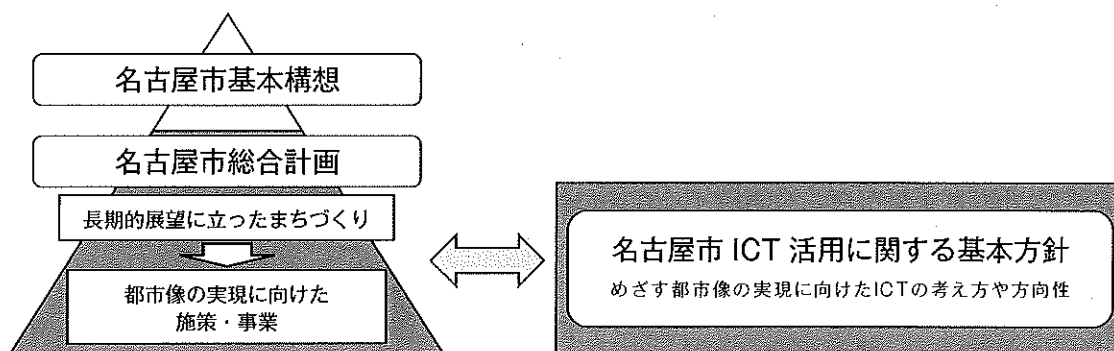 名古屋市基本構想
名古屋市総合計画
長期的展望に立ったまちづくり
都市像の実現に向けた
施策・事業
名古屋市 ICT 活用に関する基本方針
めざす都市像の実現に向けたICTの考え方や方向性